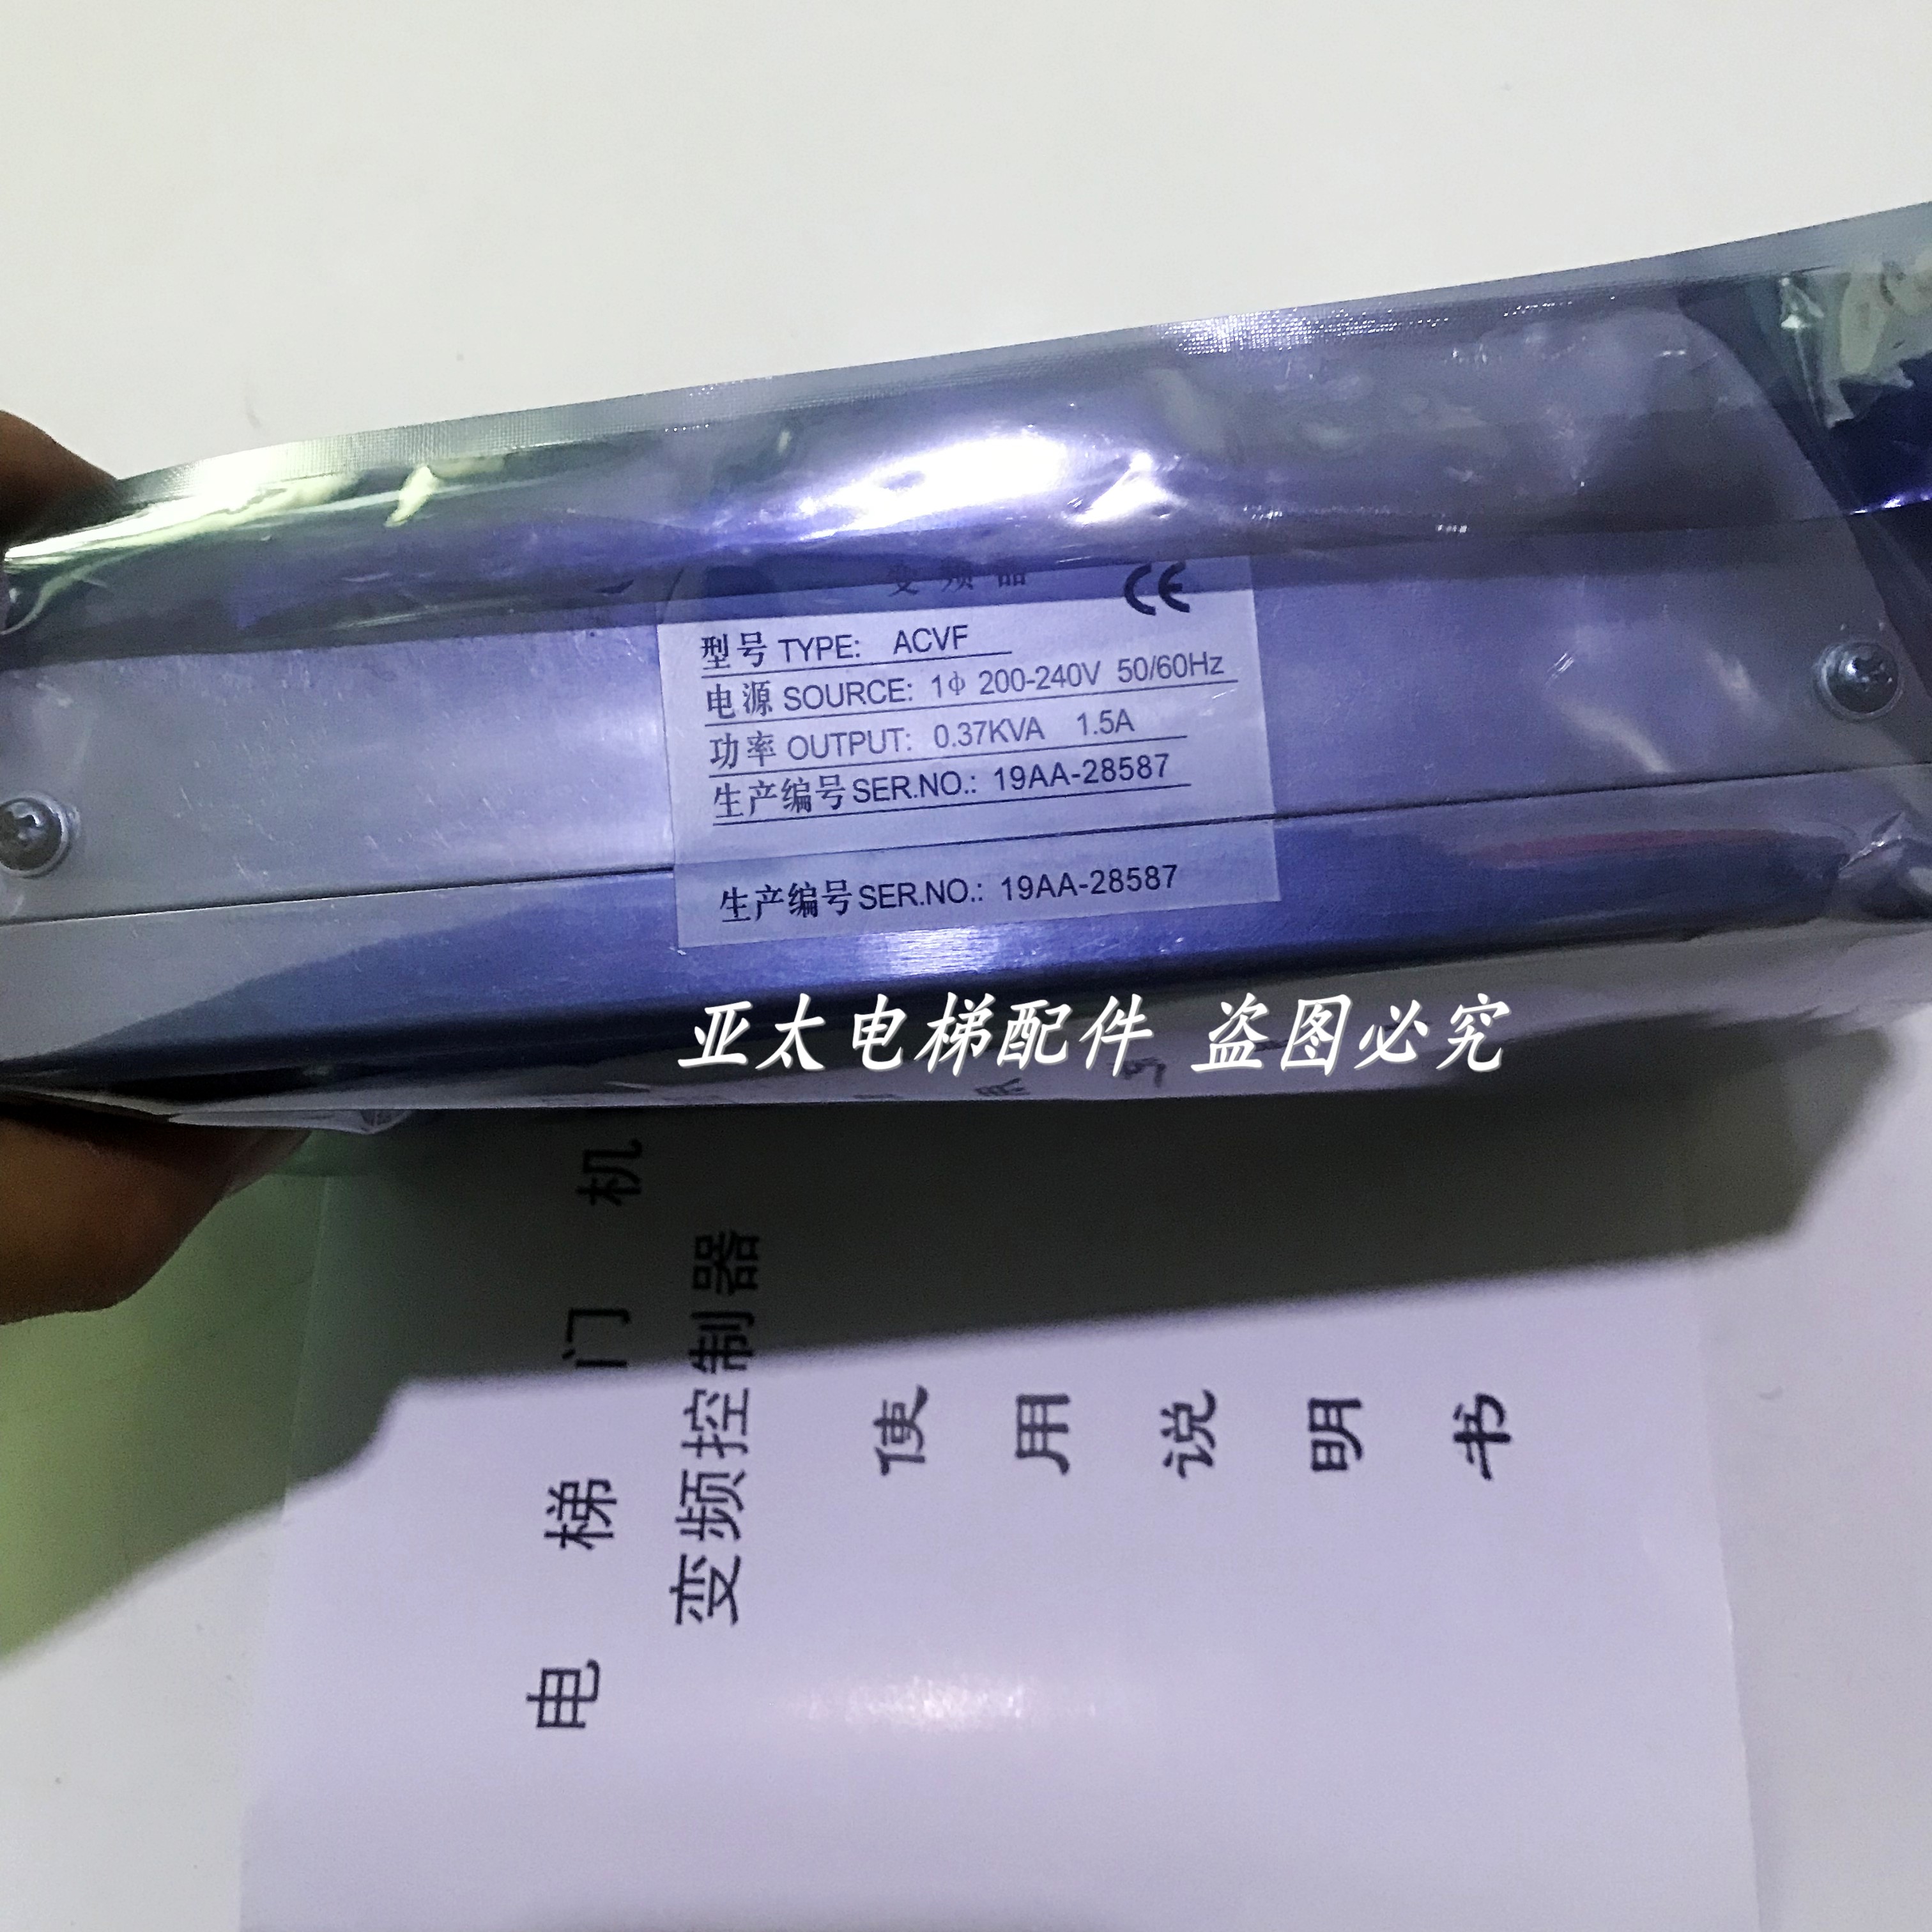 变频器 CE
型号 TYPE: ACVF
电源 SOURCE: 1ф 200-240V 50/60Hz
功率 OUTPUT: 0.37KVA 1.5A
生产编号 SER.NO.: 19AA-28587
生产编号 SER.NO.: 19AA-28587
亚太电梯配件 盗图必究
电梯门机
变频控制器
使用说明书